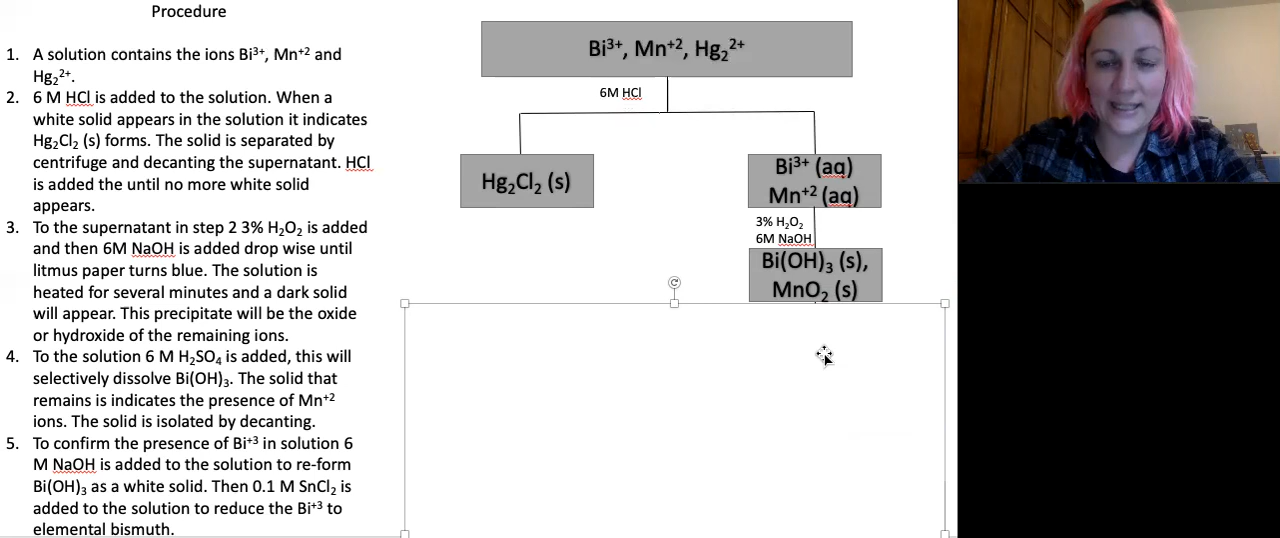 Procedure
1. A solution contains the ions Bi³⁺, Mn⁺² and
Hg₂²⁺.
2. 6 M HCl is added to the solution. When a
white solid appears in the solution it indicates
Hg₂Cl₂ (s) forms. The solid is separated by
centrifuge and decanting the supernatant. HCl
is added the until no more white solid
appears.
3. To the supernatant in step 2 3% H₂O₂ is added
and then 6M NaOH is added drop wise until
litmus paper turns blue. The solution is
heated for several minutes and a dark solid
will appear. This precipitate will be the oxide
or hydroxide of the remaining ions.
4. To the solution 6 M H₂SO₄ is added, this will
selectively dissolve Bi(OH)₃. The solid that
remains is indicates the presence of Mn⁺²
ions. The solid is isolated by decanting.
5. To confirm the presence of Bi⁺³ in solution 6
M NaOH is added to the solution to re-form
Bi(OH)₃ as a white solid. Then 0.1 M SnCl₂ is
added to the solution to reduce the Bi⁺³ to
elemental bismuth.
Bi³⁺, Mn⁺², Hg₂²⁺
6M HCl
Hg₂Cl₂ (s)
Bi³⁺ (aq)
Mn⁺² (aq)
3% H₂O₂
6M NaOH
Bi(OH)₃ (s),
MnO₂ (s)